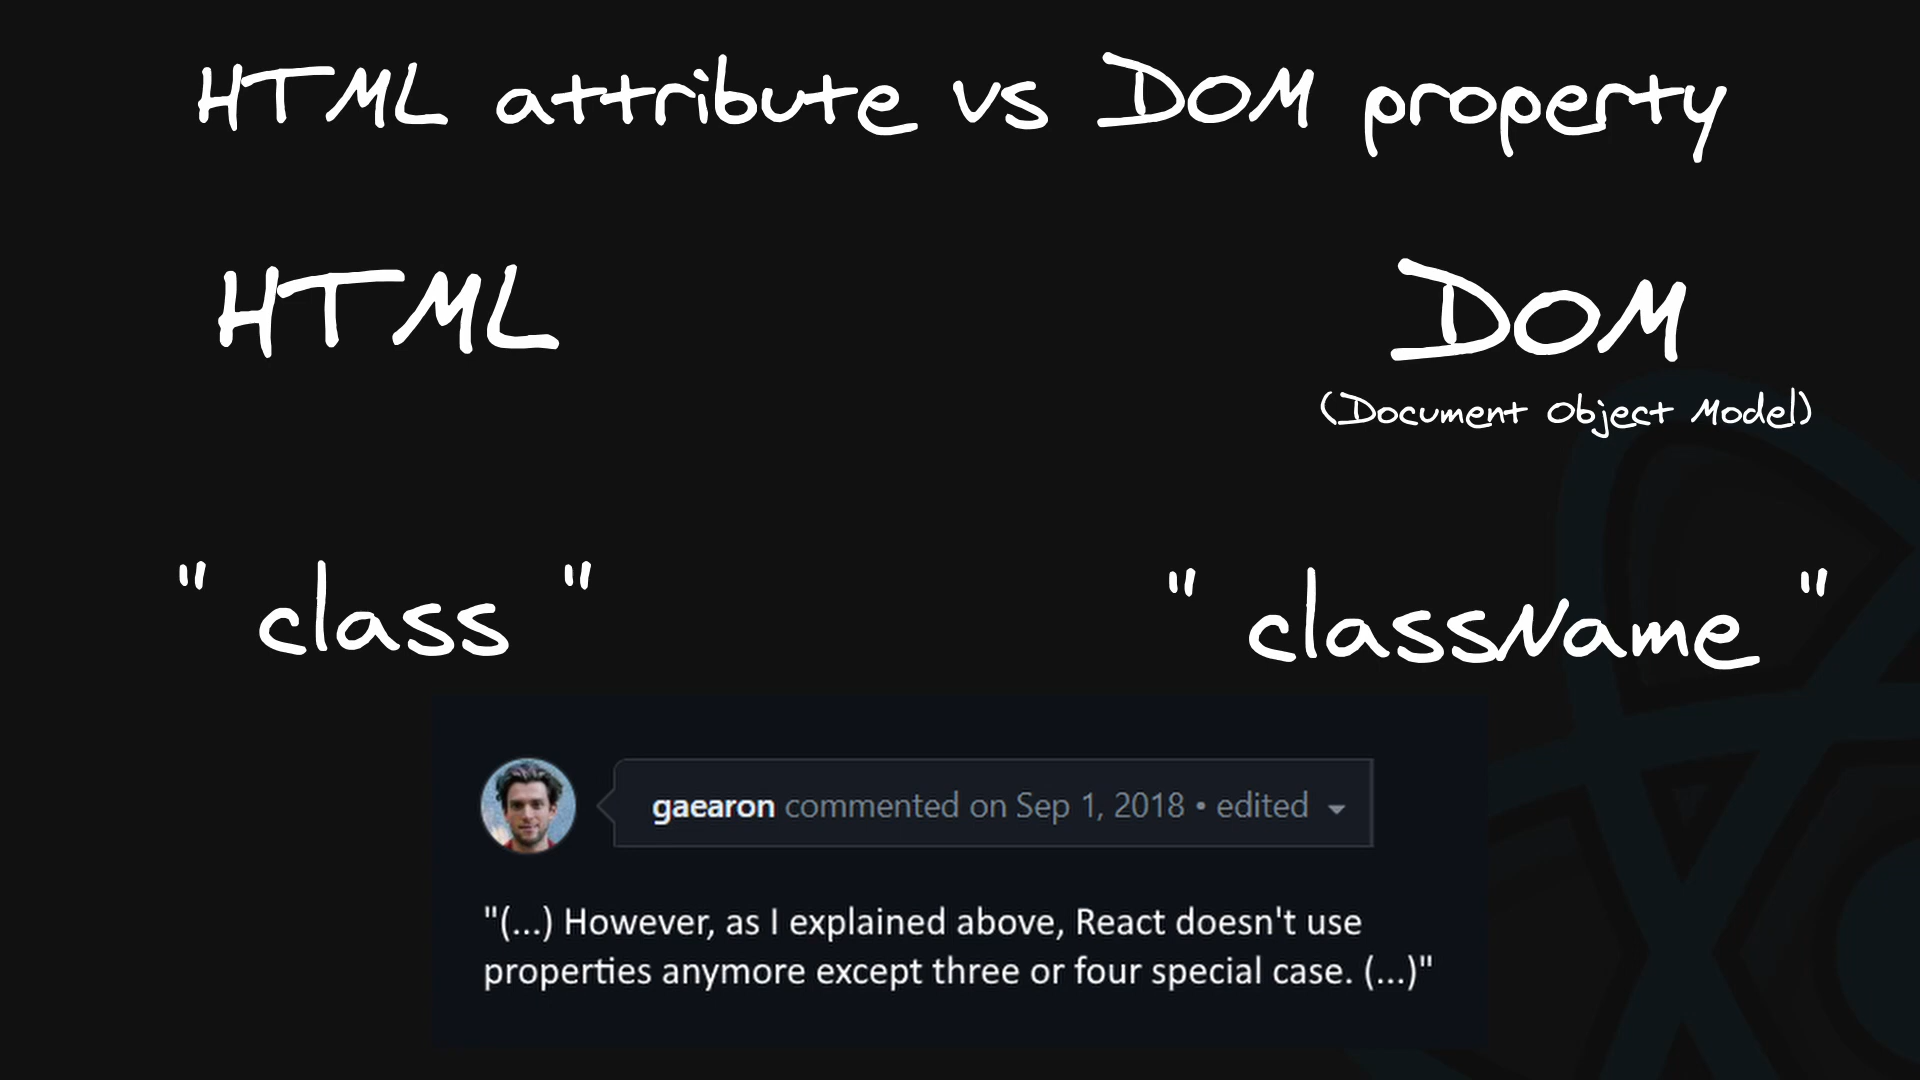 HTML attribute vs DOM property
HTML
DOM
(Document Object Model)
" class "
" className "
gaearon commented on Sep 1, 2018 • edited
"(...) However, as I explained above, React doesn't use
properties anymore except three or four special case. (...)"